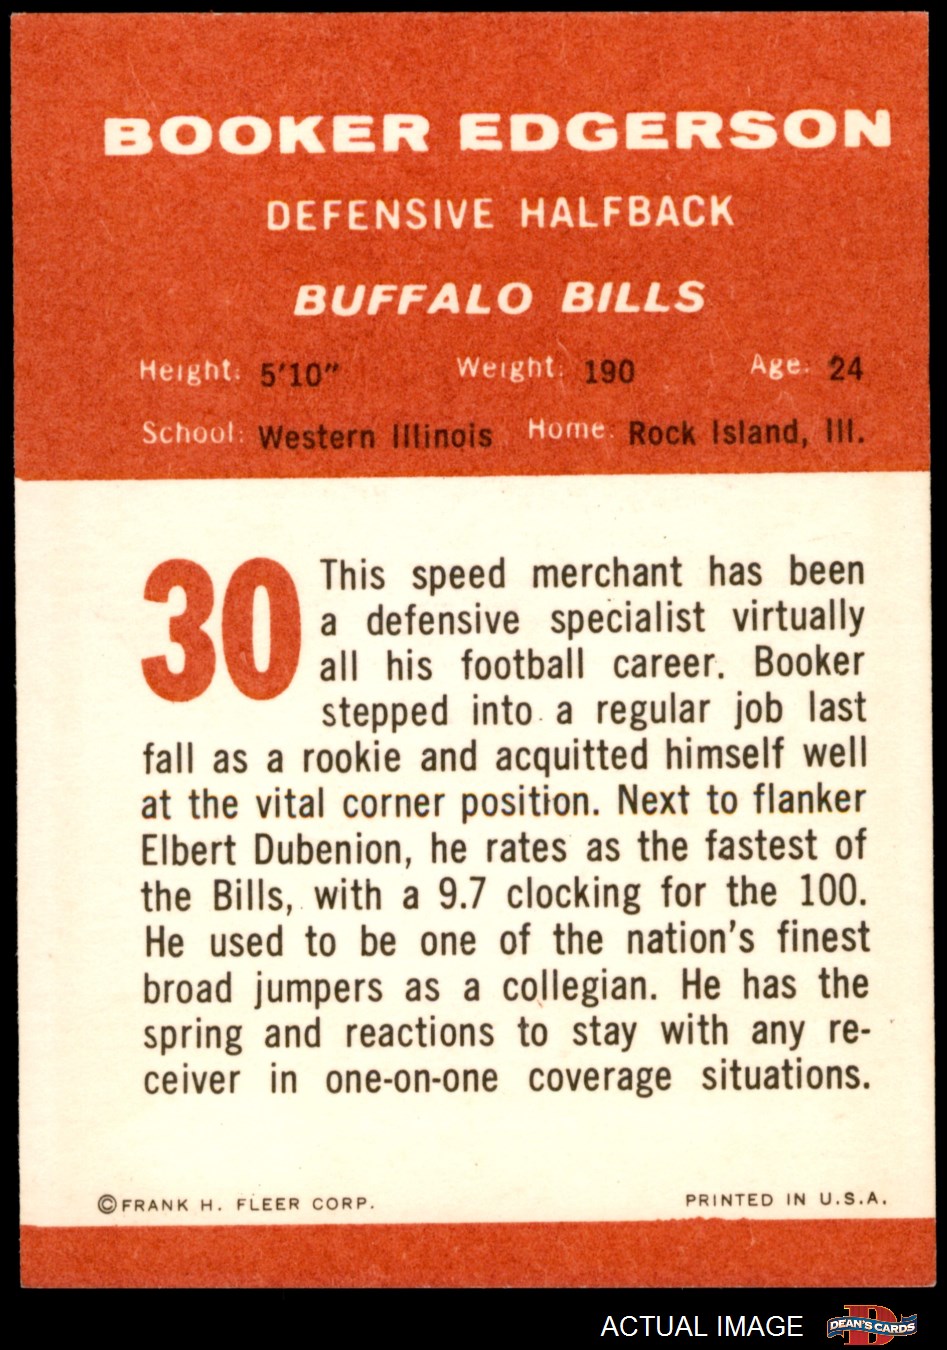 BOOKER EDGERSON
DEFENSIVE HALFBACK
BUFFALO BILLS
Height: 5'10" Weight: 190 Age: 24
School: Western Illinois Home: Rock Island, Ill.
30
This speed merchant has been
a defensive specialist virtually
all his football career. Booker
stepped into a regular job last
fall as a rookie and acquitted himself well
at the vital corner position. Next to flanker
Elbert Dubenion, he rates as the fastest of
the Bills, with a 9.7 clocking for the 100.
He used to be one of the nation's finest
broad jumpers as a collegian. He has the
spring and reactions to stay with any re-
ceiver in one-on-one coverage situations.
©FRANK H. FLEER CORP. PRINTED IN U.S.A.
ACTUAL IMAGE
D
DEAN'S CARDS